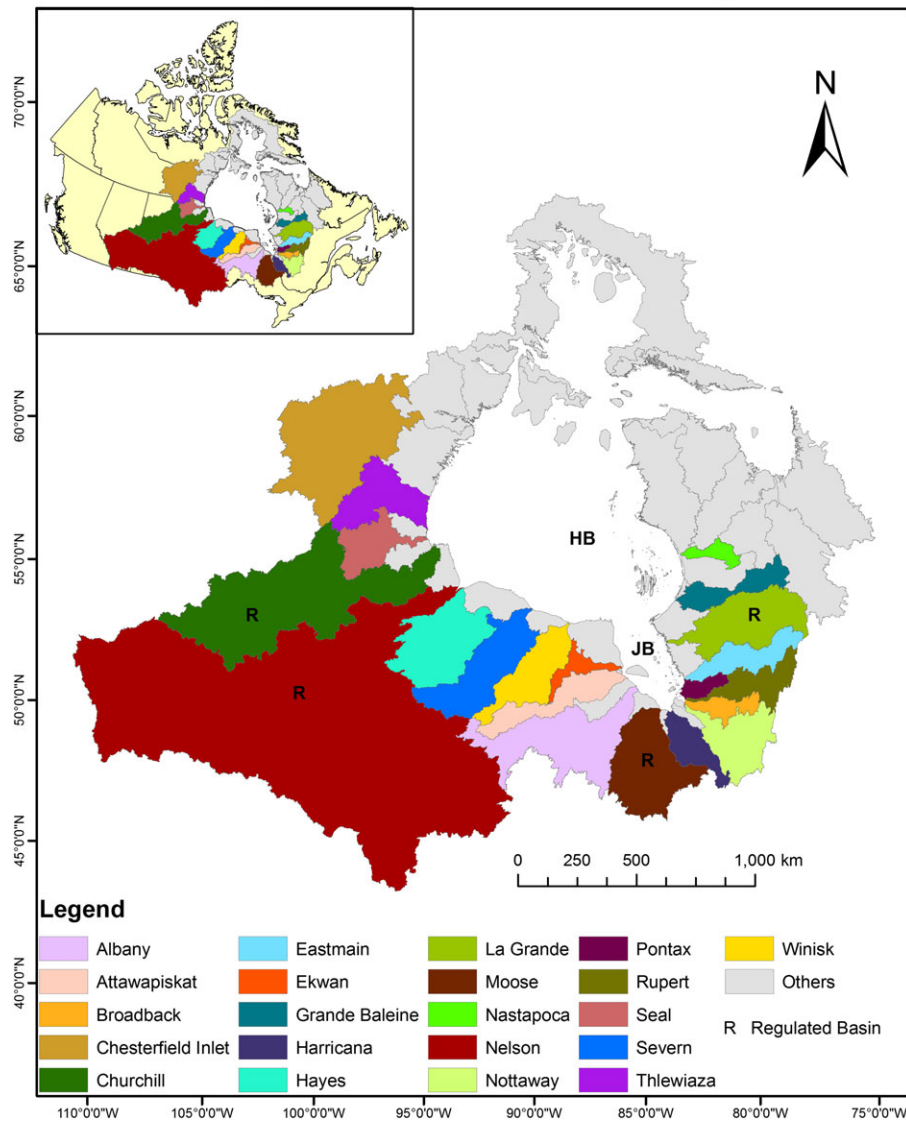 N
70°0'0"N
65°0'0"N
60°0'0"N
55°0'0"N
50°0'0"N
45°0'0"N
40°0'0"N
HB
JB
R
R
R
R
0 250 500 1,000 km
Legend
Albany
Attawapiskat
Broadback
Chesterfield Inlet
Churchill
Eastmain
Ekwan
Grande Baleine
Harricana
Hayes
La Grande
Moose
Nastapoca
Nelson
Nottaway
Pontax
Rupert
Seal
Severn
Thlewiaza
Winisk
Others
R Regulated Basin
110°0'0"W 105°0'0"W 100°0'0"W 95°0'0"W 90°0'0"W 85°0'0"W 80°0'0"W 75°0'0"W